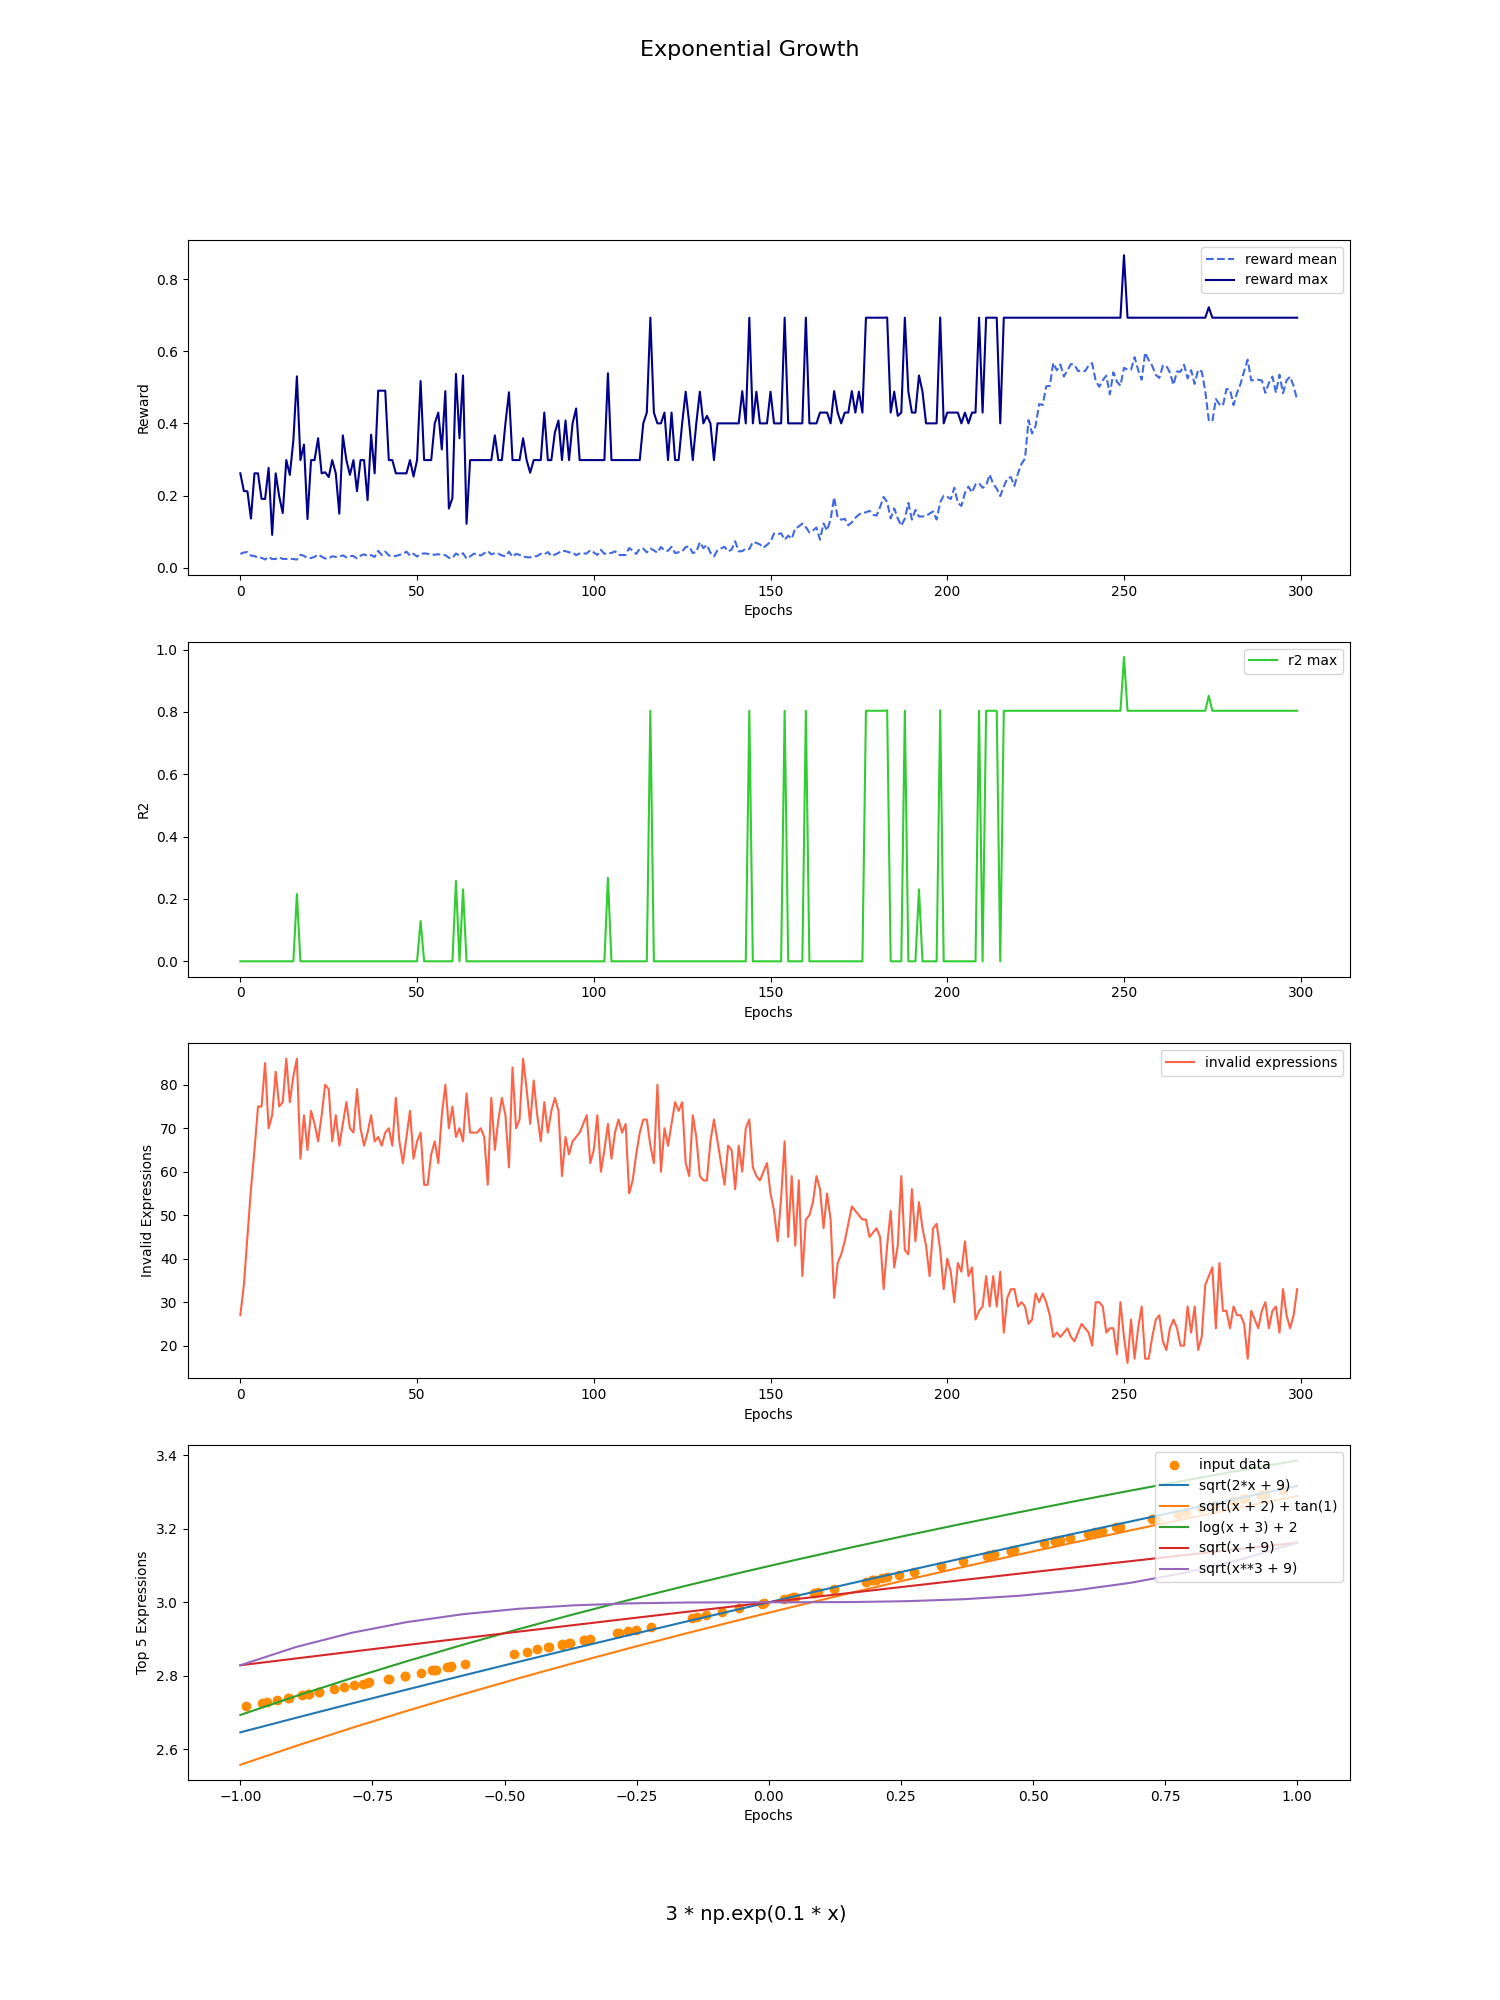 Exponential Growth
0.8
0.6
0.4
0.2
0.0
Reward
reward mean
reward max
0 50 100 150 200 250 300
Epochs
1.0
0.8
0.6
0.4
0.2
0.0
R2
r2 max
0 50 100 150 200 250 300
Epochs
80
70
60
50
40
30
20
Invalid Expressions
invalid expressions
0 50 100 150 200 250 300
Epochs
3.4
3.2
3.0
2.8
2.6
Top 5 Expressions
input data
sqrt(2*x + 9)
sqrt(x + 2) + tan(1)
log(x + 3) + 2
sqrt(x + 9)
sqrt(x**3 + 9)
−1.00 −0.75 −0.50 −0.25 0.00 0.25 0.50 0.75 1.00
Epochs
3 * np.exp(0.1 * x)